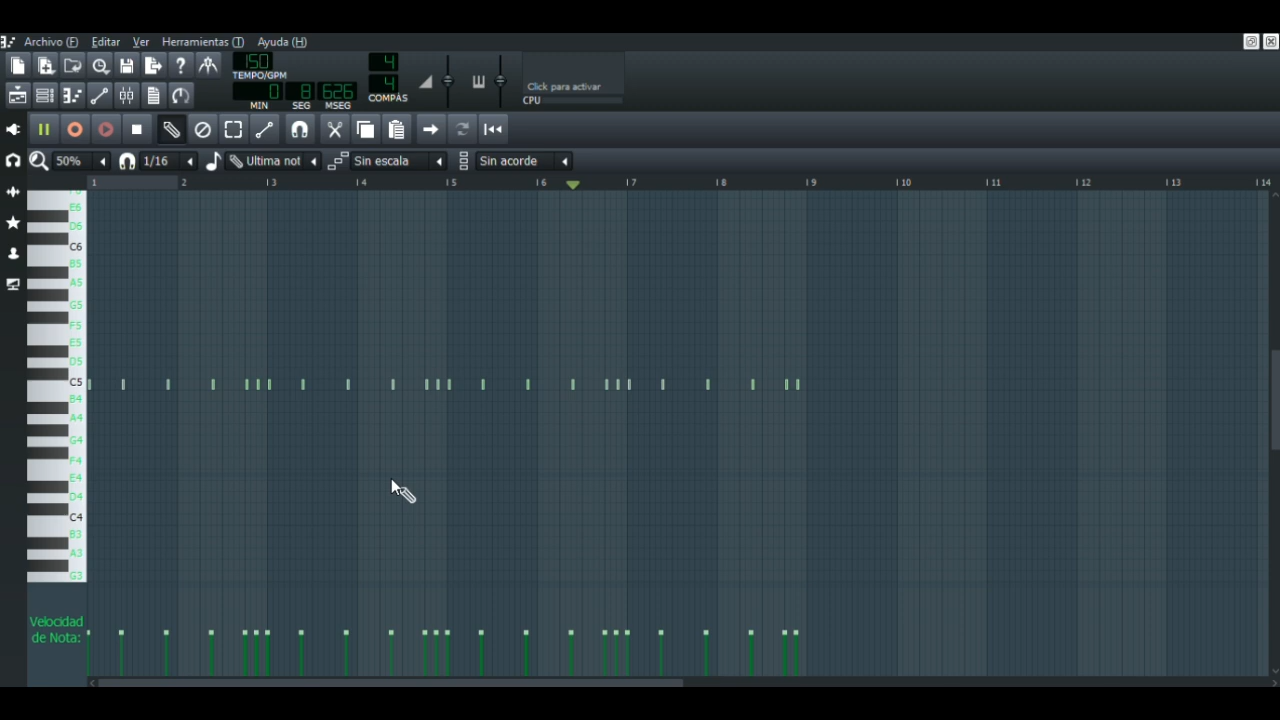 Archivo (F) Editar Ver Herramientas (T) Ayuda (H)
150
TEMPO/GPM
0 8 626
MIN SEG MSEG
4
4
COMPÁS
Click para activar
CPU
50% 1/16 Ultima not Sin escala Sin acorde
1 2 3 4 5 6 7 8 9 10 11 12 13 14
E6
D6
C6
B5
A5
G5
F5
E5
D5
C5
B4
A4
G4
F4
E4
D4
C4
B3
A3
G3
Velocidad
de Nota: